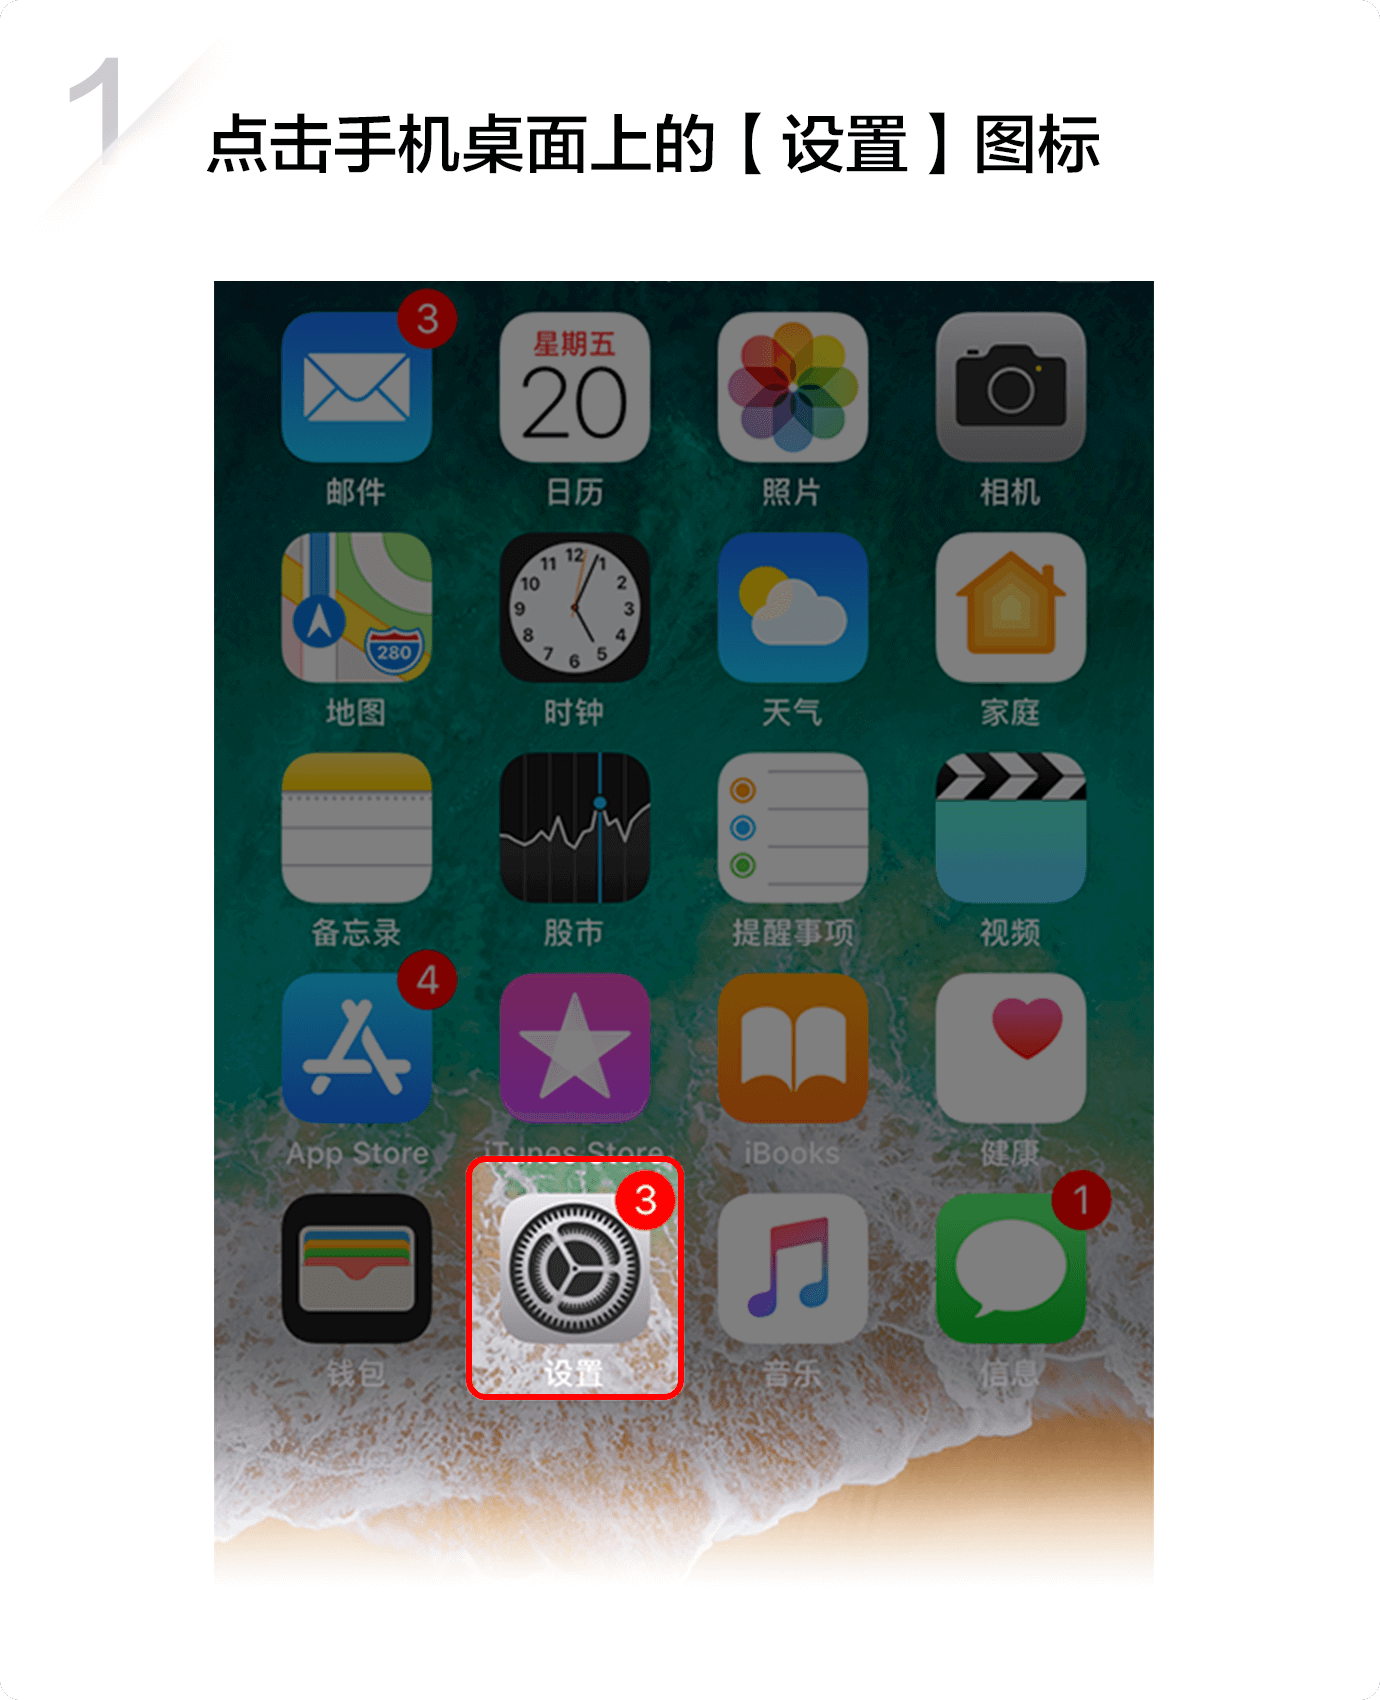 1
点击手机桌面上的【设置】图标
3
星期五
20
邮件
日历
照片
相机
280
12
1
2
3
4
5
6
7
8
9
10
11
地图
时钟
天气
家庭
备忘录
股市
提醒事项
视频
4
App Store
iTunes Store
iBooks
健康
3
1
钱包
设置
音乐
信息